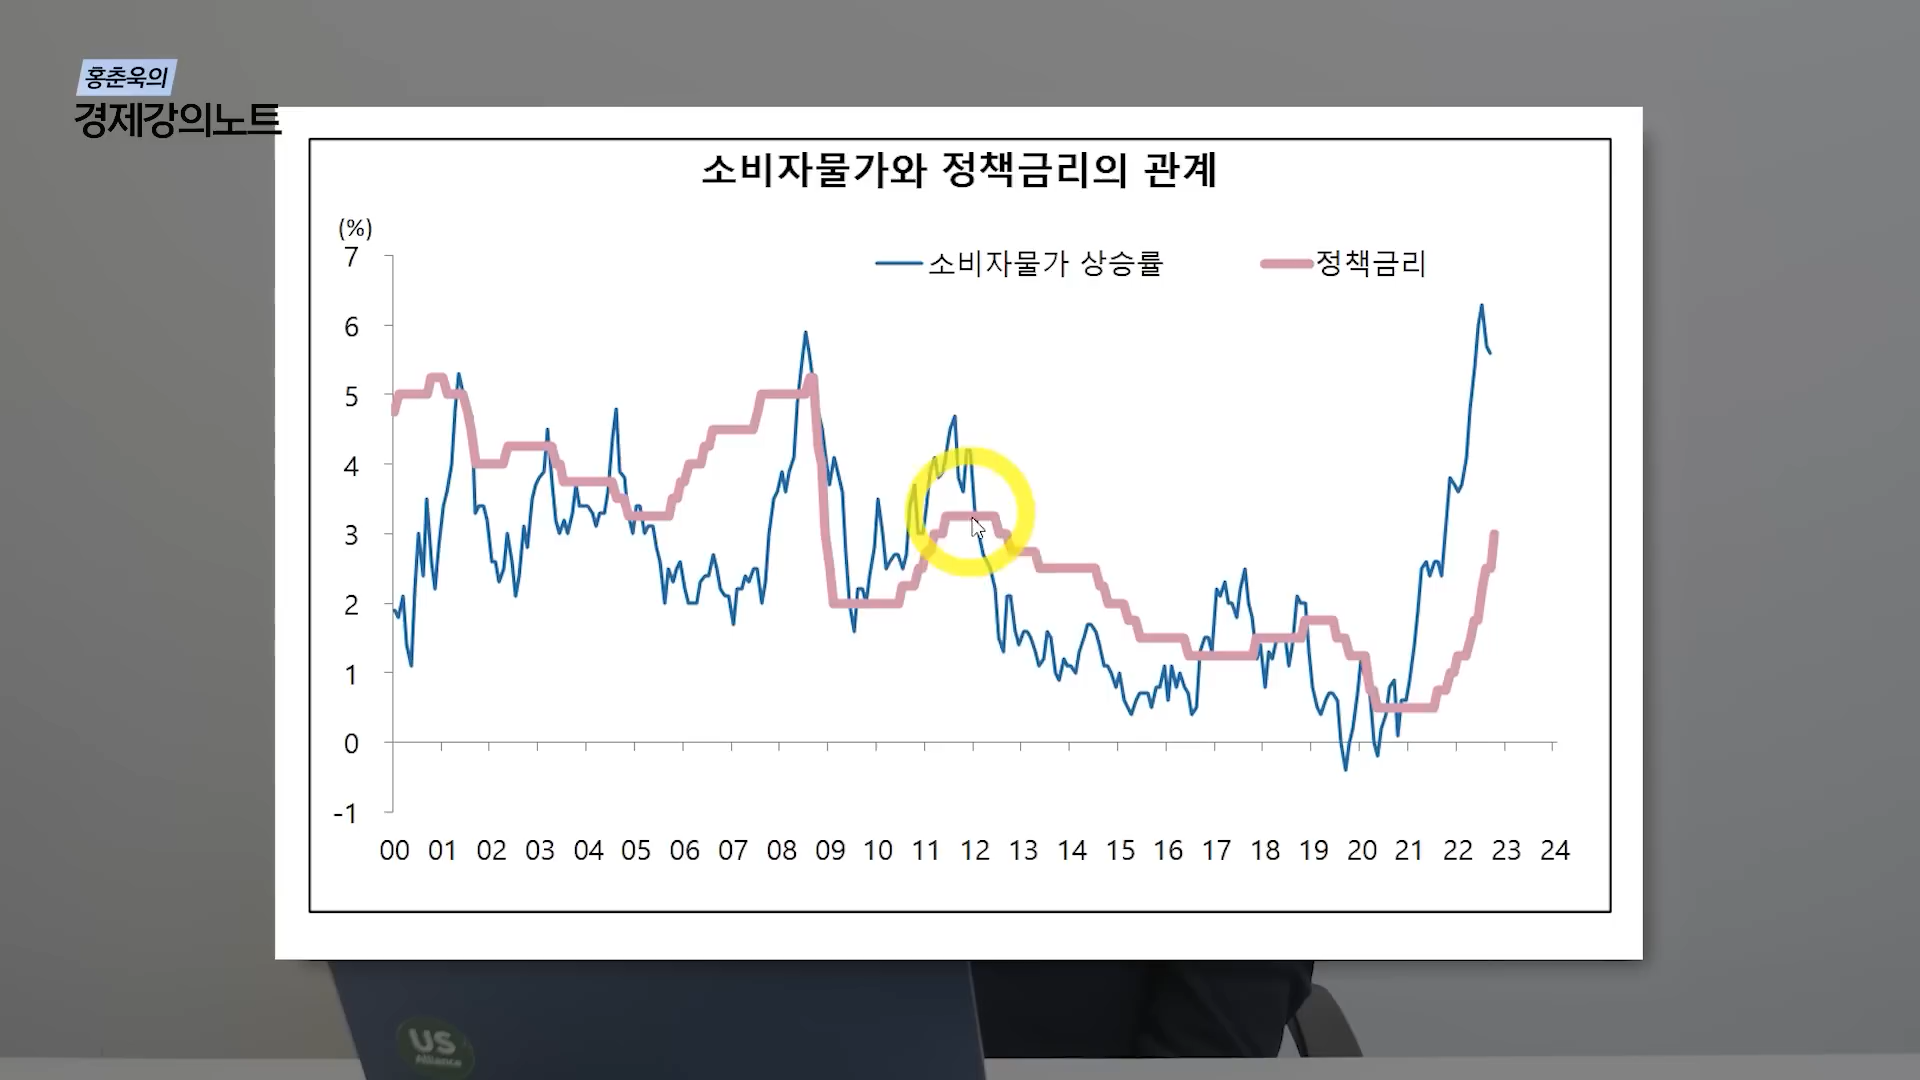 홍춘욱의
경제강의노트
소비자물가와 정책금리의 관계
(%)
소비자물가 상승률
정책금리
7
6
5
4
3
2
1
0
-1
00 01 02 03 04 05 06 07 08 09 10 11 12 13 14 15 16 17 18 19 20 21 22 23 24
US
Alliance